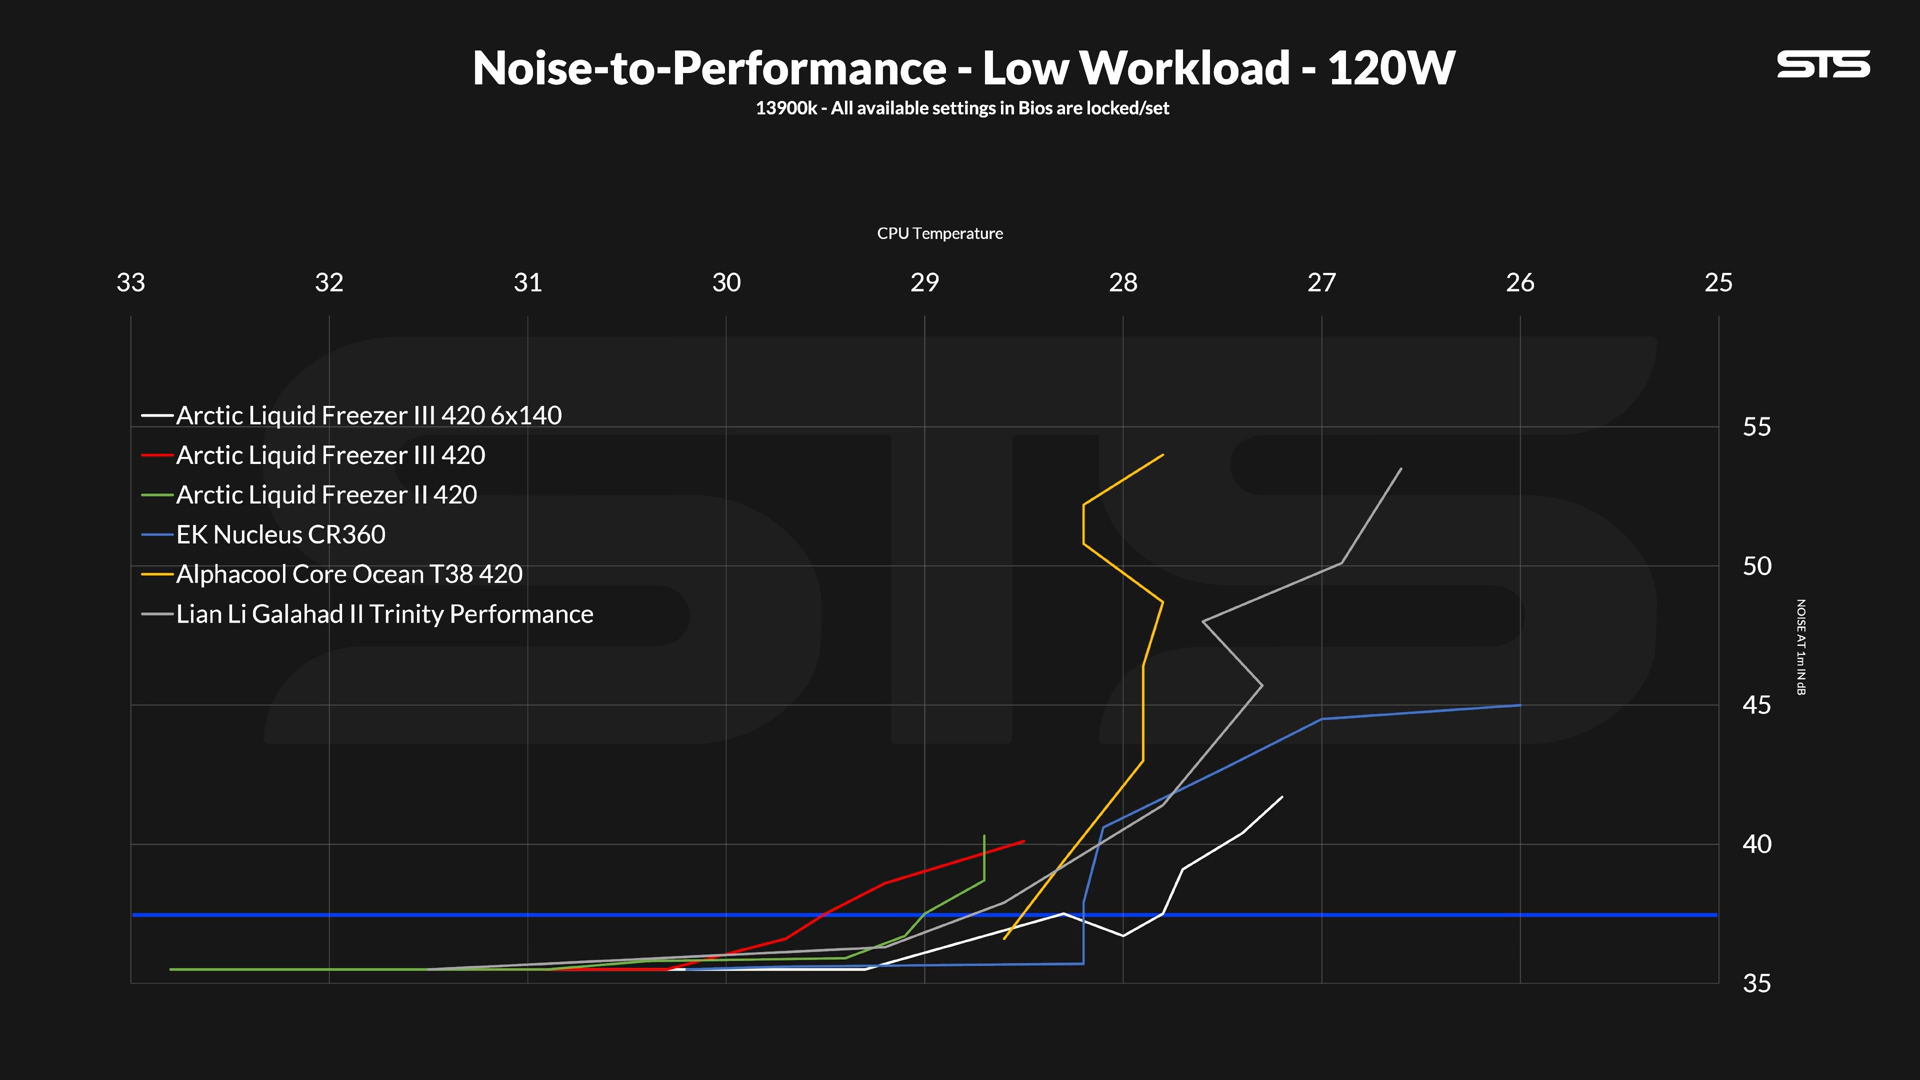 Noise-to-Performance - Low Workload - 120W
STS
13900k - All available settings in Bios are locked/set
CPU Temperature
33 32 31 30 29 28 27 26 25
Arctic Liquid Freezer III 420 6x140
Arctic Liquid Freezer III 420
Arctic Liquid Freezer II 420
EK Nucleus CR360
Alphacool Core Ocean T38 420
Lian Li Galahad II Trinity Performance
55
50
45
40
35
NOISE AT 1m IN dB